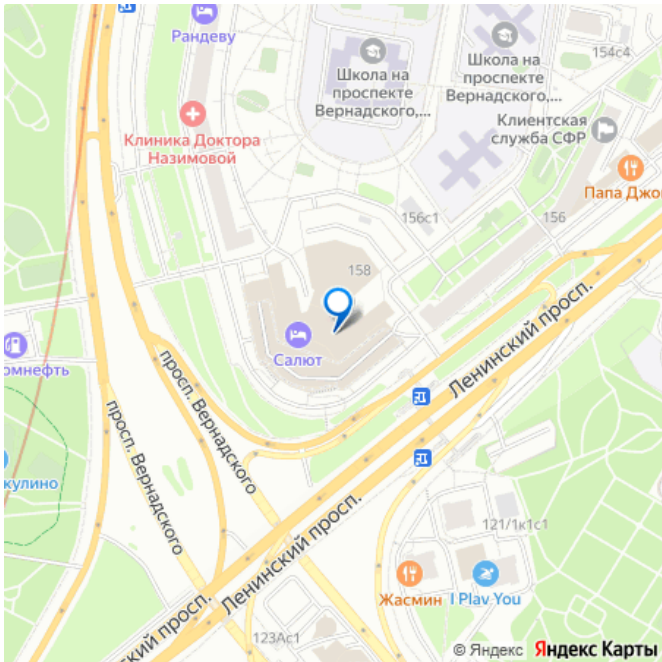 Рандеву
154с4
Школа на
проспекте
Вернадского,...
Школа на
проспекте
Вернадского,...
Клиентская
служба СФР
Клиника Доктора
Назимовой
Папа Джо
156с1
156
158
Ленинский просп.
Салют
омнефть
просп. Вернадского
просп. Вернадского
кулино
Ленинский просп.
121/1к1с1
Жасмин
I Play You
нский просп.
123Ас1
© Яндекс Яндекс Карты